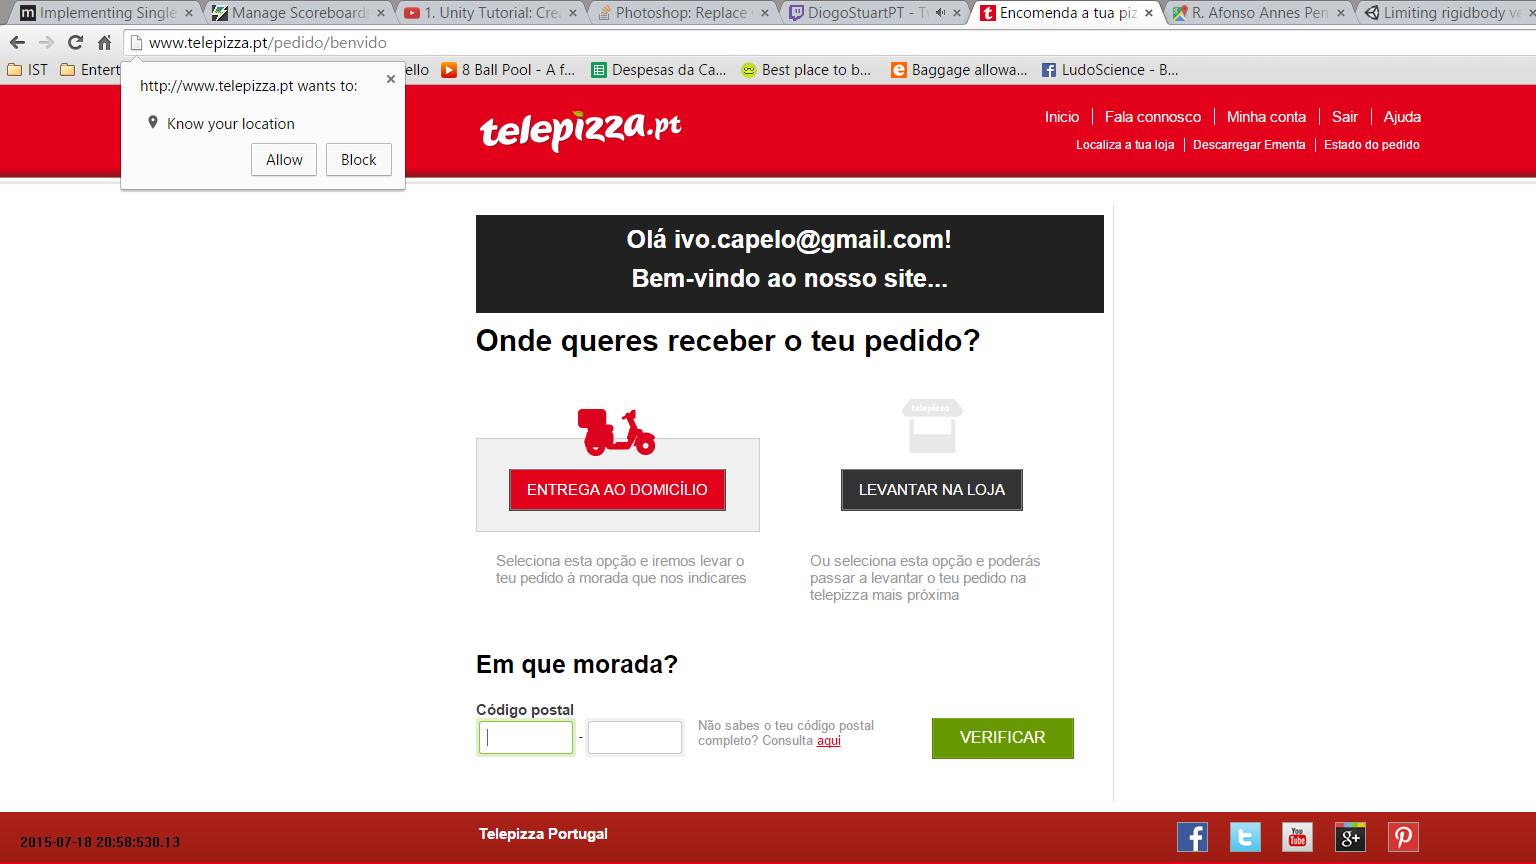 Implementing Single
Manage Scoreboards
1. Unity Tutorial: Cre
Photoshop: Replace
DiogoStuartPT - Tw
Encomenda a tua piz
R. Afonso Annes Pen
Limiting rigidbody ve
www.telepizza.pt/pedido/benvido
IST
Entert
ello
8 Ball Pool - A f...
Despesas da Ca...
Best place to b...
Baggage allowa...
LudoScience - B...
http://www.telepizza.pt wants to:
Know your location
Allow
Block
telepizza.pt
Inicio
Fala connosco
Minha conta
Sair
Ajuda
Localiza a tua loja
Descarregar Ementa
Estado do pedido
Olá ivo.capelo@gmail.com!
Bem-vindo ao nosso site...
Onde queres receber o teu pedido?
telepizza
ENTREGA AO DOMICÍLIO
LEVANTAR NA LOJA
Seleciona esta opção e iremos levar o
teu pedido à morada que nos indicares
Ou seleciona esta opção e poderás
passar a levantar o teu pedido na
telepizza mais próxima
Em que morada?
Código postal
-
Não sabes o teu código postal
completo? Consulta aqui
VERIFICAR
2015-07-18 20:58:530.13
Telepizza Portugal
You
Tube
g+